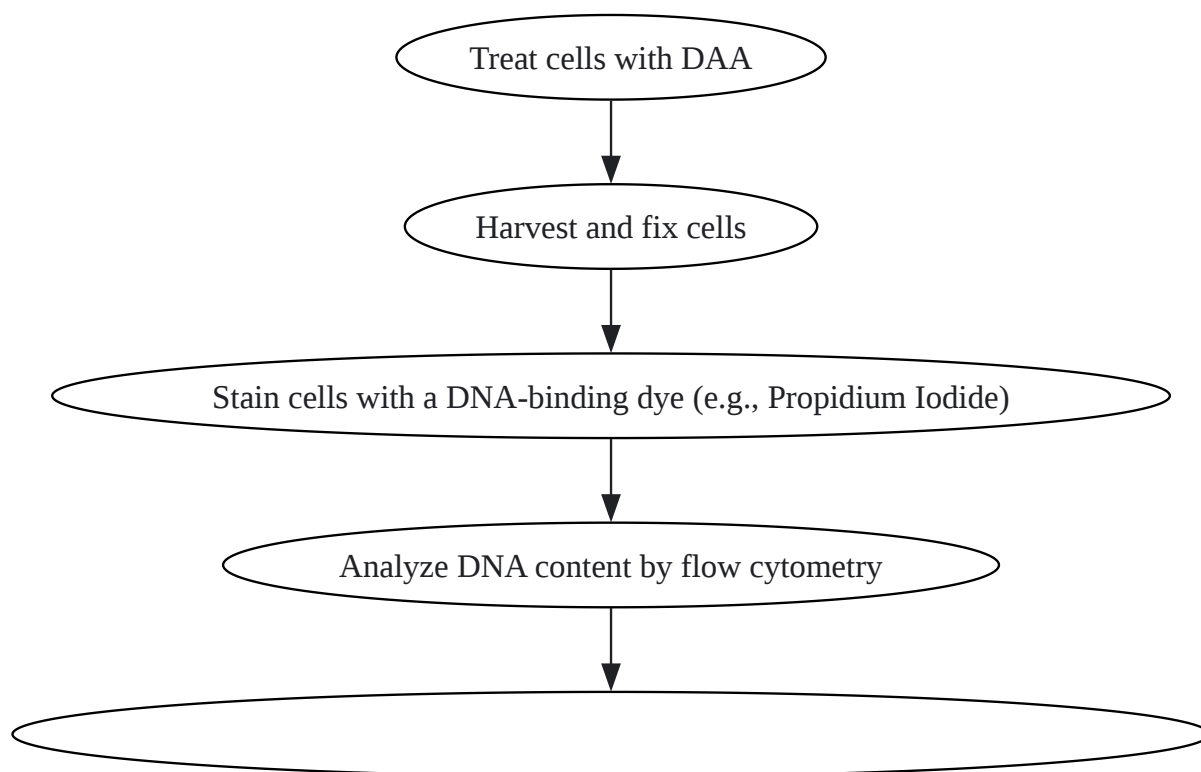 Treat cells with DAA
Harvest and fix cells
Stain cells with a DNA-binding dye (e.g., Propidium Iodide)
Analyze DNA content by flow cytometry